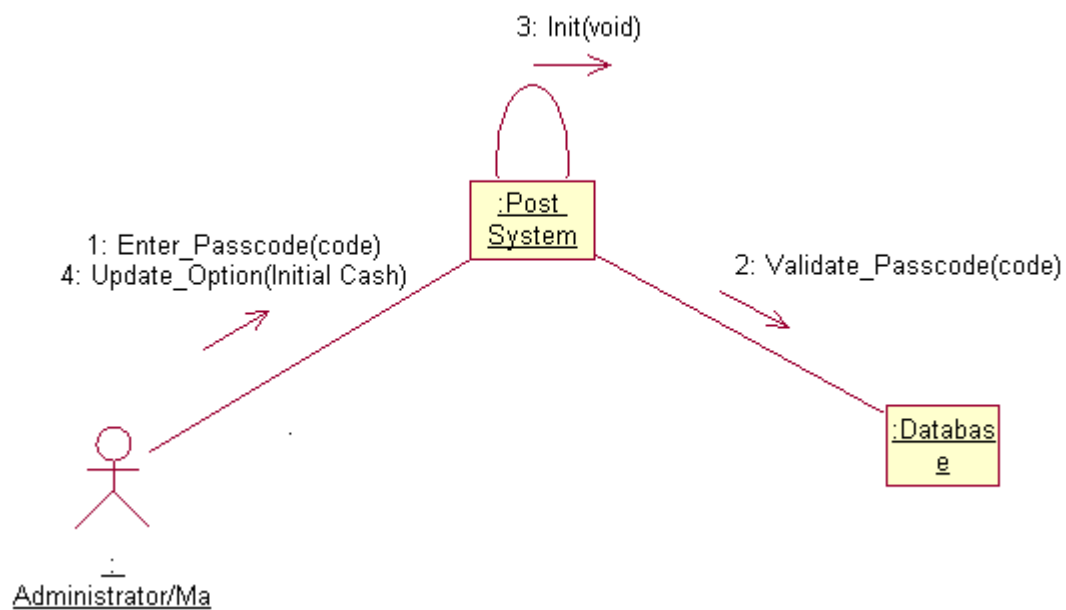 3: Init(void)
:Post
System
1: Enter_Passcode(code)
4: Update_Option(Initial Cash)
2: Validate_Passcode(code)
:Databas
e
:
Administrator/Ma